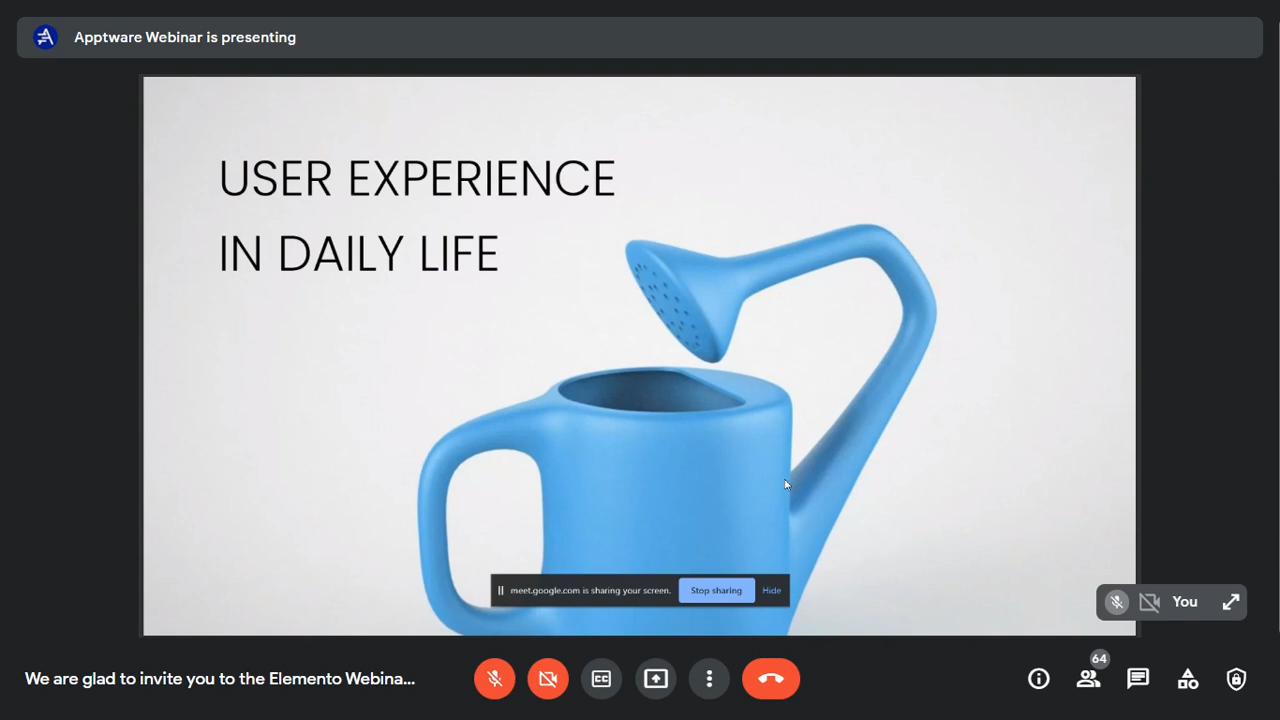 Apptware Webinar is presenting
USER EXPERIENCE
IN DAILY LIFE
meet.google.com is sharing your screen. Stop sharing Hide
You
We are glad to invite you to the Elemento Webina...
CC
64